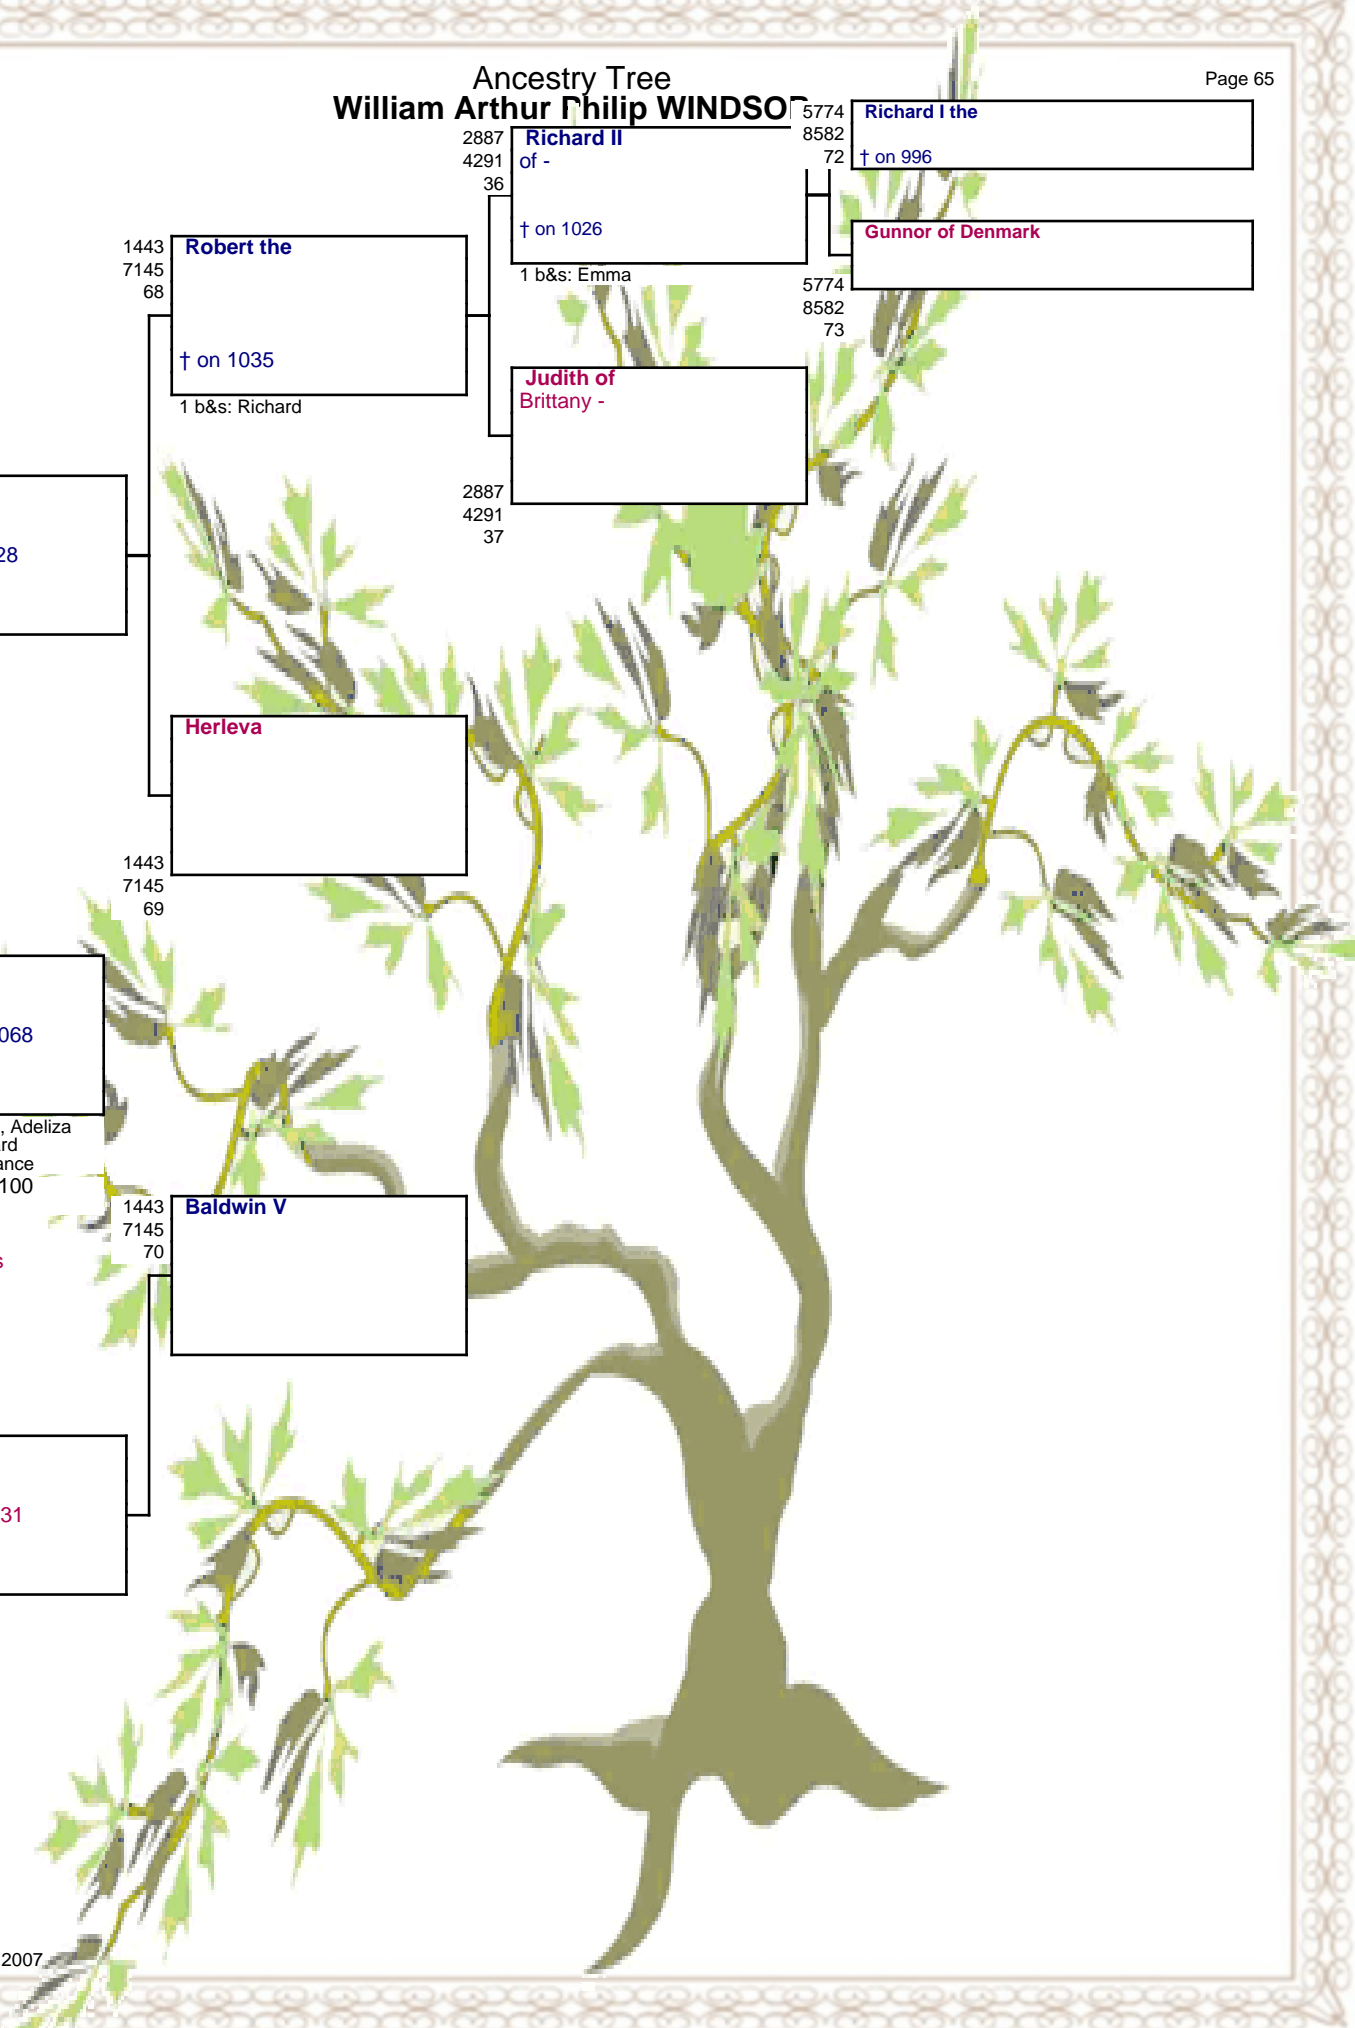 Ancestry Tree
Page 65
William Arthur Philip WINDSOR
5774
8582
72
Richard I the
† on 996
2887
4291
36
Richard II
of -
† on 1026
1 b&s: Emma
Gunnor of Denmark
5774
8582
73
1443
7145
68
Robert the
† on 1035
1 b&s: Richard
Judith of
Brittany -
2887
4291
37
28
Herleva
1443
7145
69
068
, Adeliza
rd
ance
100
1443
7145
70
Baldwin V
s
31
2007